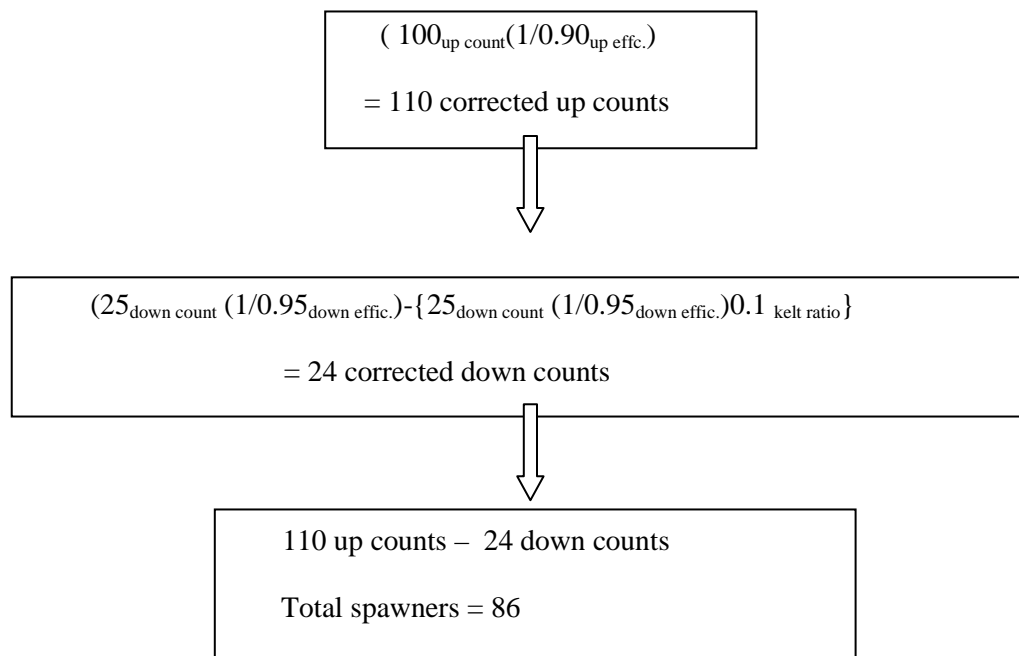 ( 100up count(1/0.90up effc.)
= 110 corrected up counts
(25down count (1/0.95down effic.)-{25down count (1/0.95down effic.)0.1 kelt ratio}
= 24 corrected down counts
110 up counts – 24 down counts
Total spawners = 86